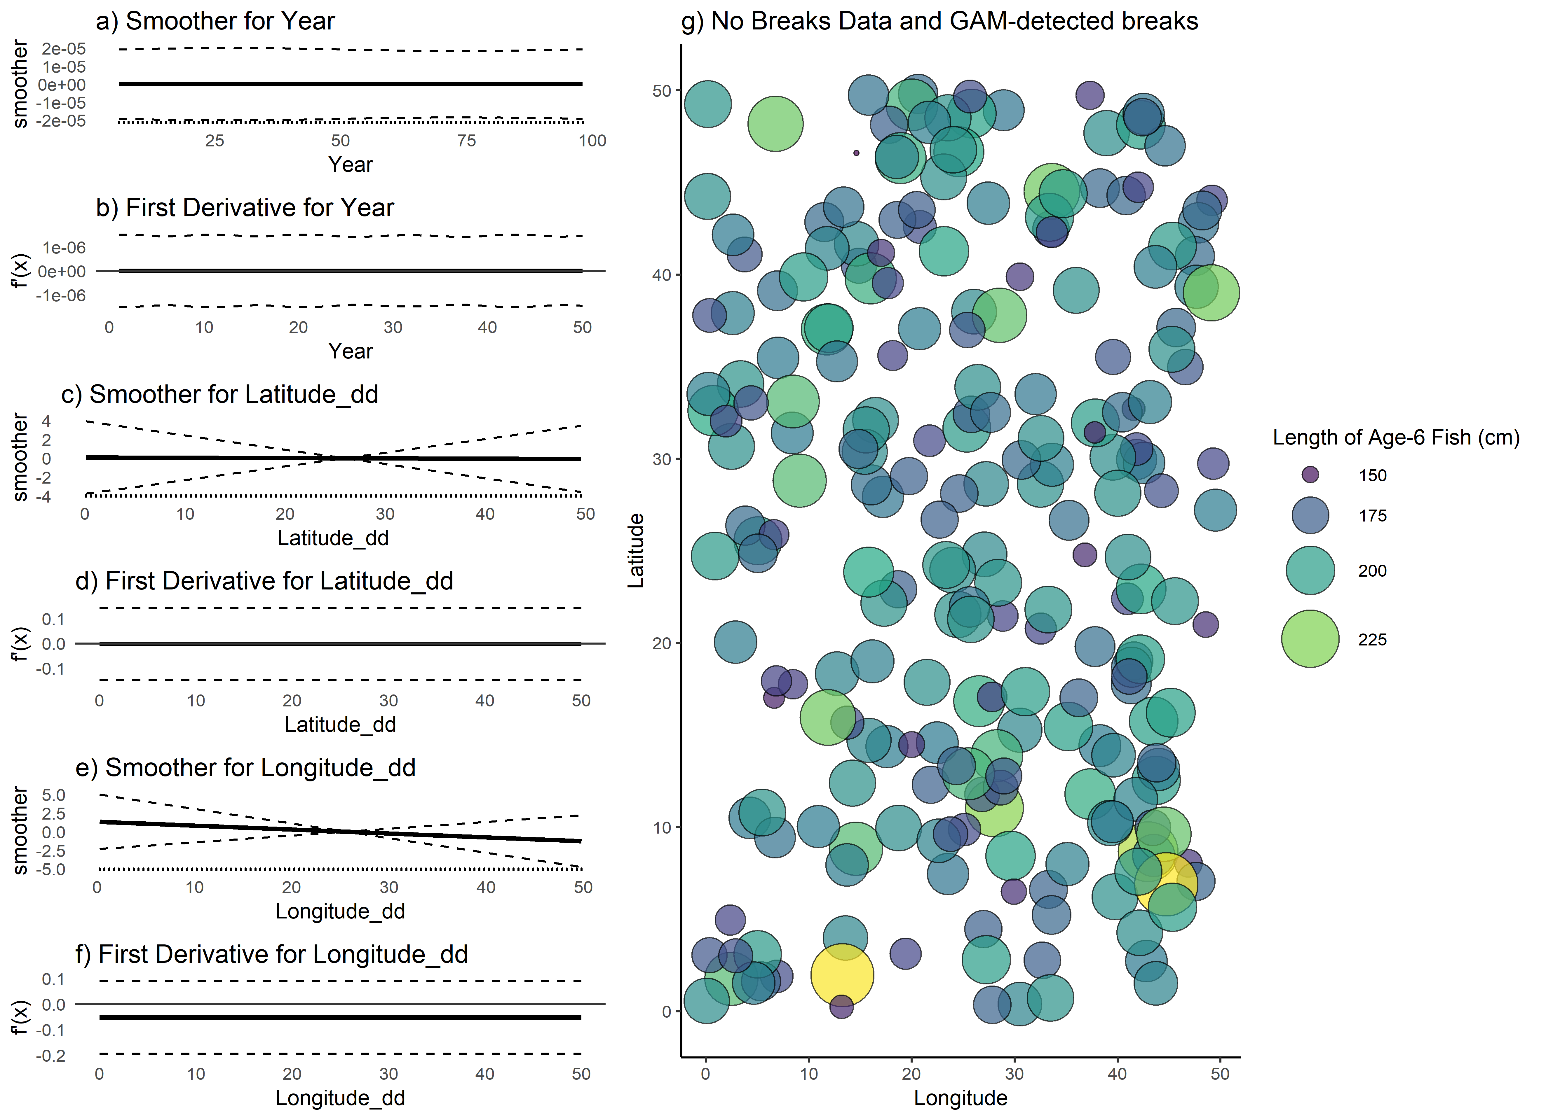 a) Smoother for Year
smoother
2e-05
1e-05
0e+00
-1e-05
-2e-05
25 50 75 100
Year
b) First Derivative for Year
f'(x)
1e-06
0e+00
-1e-06
0 10 20 30 40 50
Year
c) Smoother for Latitude_dd
smoother
4
2
0
-2
-4
0 10 20 30 40 50
Latitude_dd
d) First Derivative for Latitude_dd
f'(x)
0.1
0.0
-0.1
0 10 20 30 40 50
Latitude_dd
e) Smoother for Longitude_dd
smoother
5.0
2.5
0.0
-2.5
-5.0
0 10 20 30 40 50
Longitude_dd
f) First Derivative for Longitude_dd
f'(x)
0.1
0.0
-0.1
-0.2
0 10 20 30 40 50
Longitude_dd
g) No Breaks Data and GAM-detected breaks
Latitude
50
40
30
20
10
0
0 10 20 30 40 50
Longitude
Length of Age-6 Fish (cm)
150
175
200
225